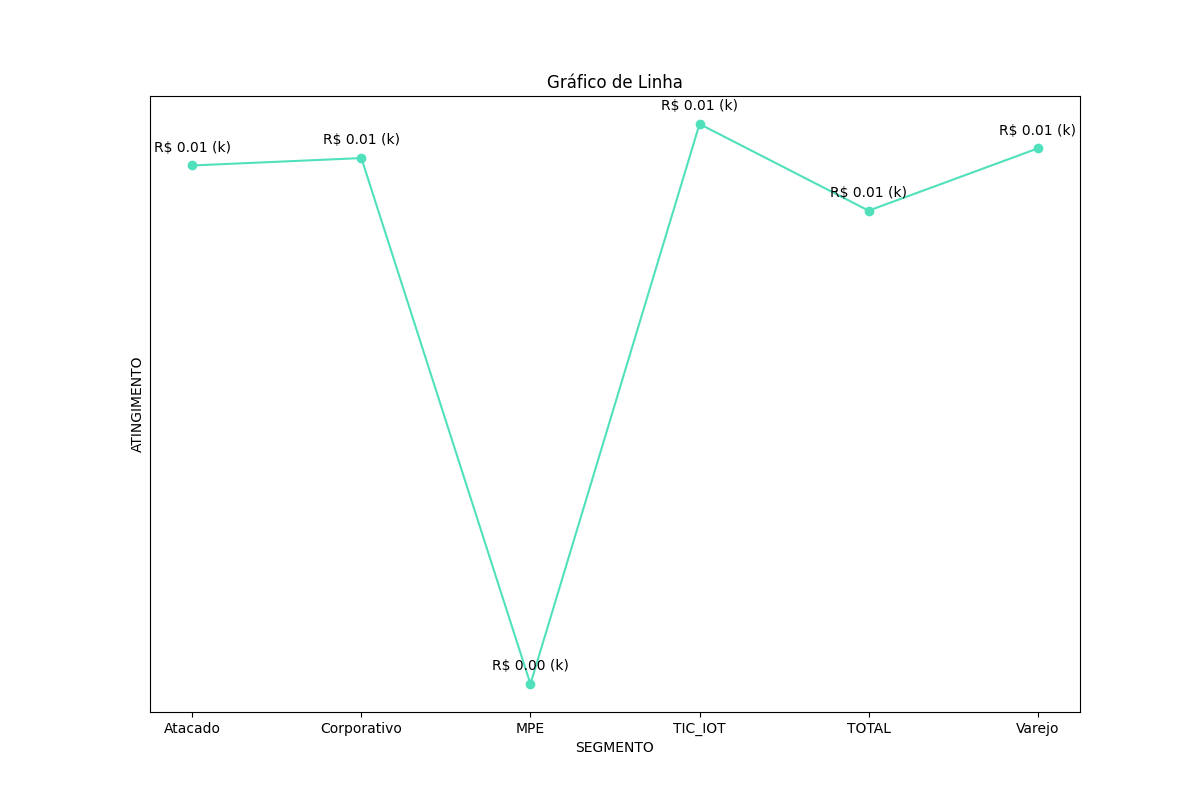 Gráfico de Linha
R$ 0.01 (k)
R$ 0.01 (k)
R$ 0.00 (k)
R$ 0.01 (k)
R$ 0.01 (k)
R$ 0.01 (k)
ATINGIMENTO
Atacado
Corporativo
MPE
TIC_IOT
TOTAL
Varejo
SEGMENTO